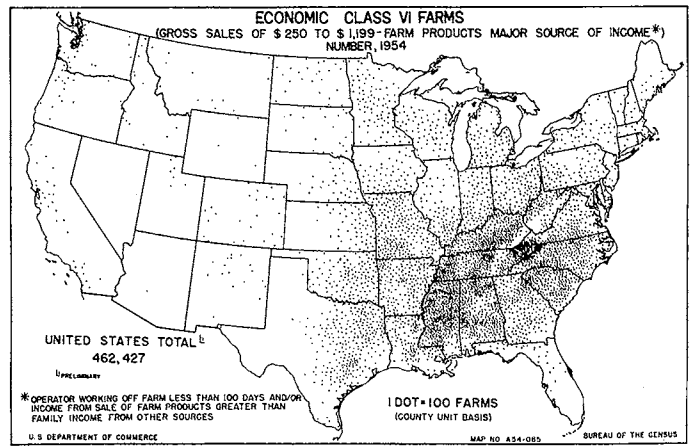 ECONOMIC CLASS VI FARMS
(GROSS SALES OF $250 TO $1,199-FARM PRODUCTS MAJOR SOURCE OF INCOME*)
NUMBER, 1954
UNITED STATES TOTAL 1/
462,427
1/ PRELIMINARY
* OPERATOR WORKING OFF FARM LESS THAN 100 DAYS AND/OR
INCOME FROM SALE OF FARM PRODUCTS GREATER THAN
FAMILY INCOME FROM OTHER SOURCES
1 DOT=100 FARMS
(COUNTY UNIT BASIS)
U.S. DEPARTMENT OF COMMERCE
MAP NO. A54-085
BUREAU OF THE CENSUS